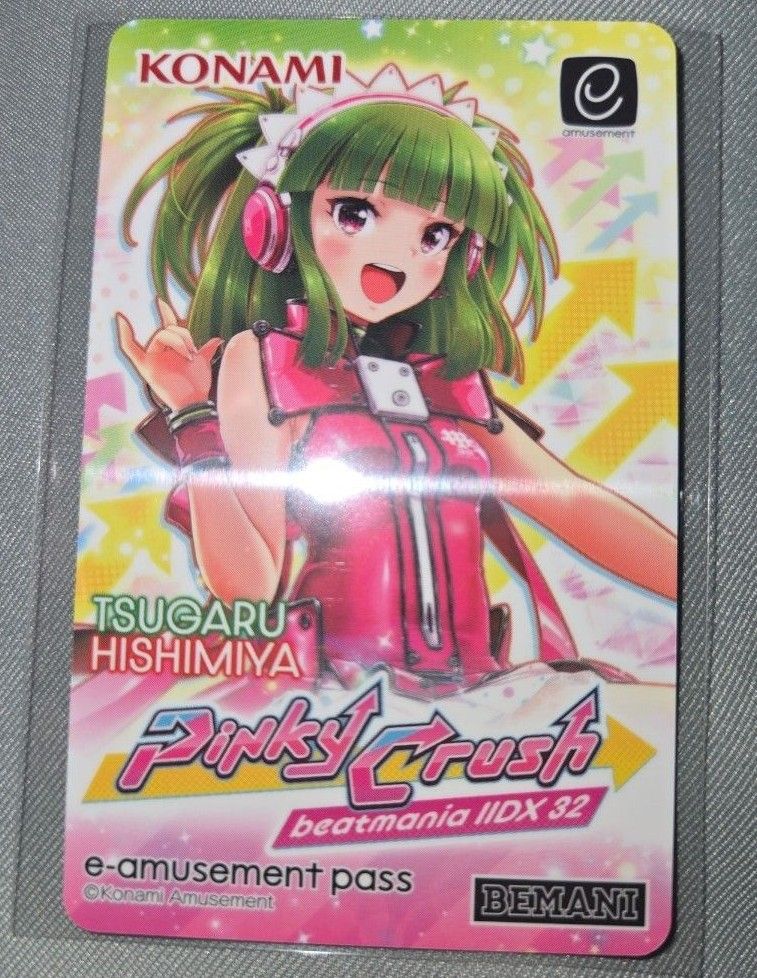 KONAMI
e
amusement
TSUGARU
HISHIMIYA
Pinky Crush
beatmania IIDX 32
e-amusement pass
©Konami Amusement
BEMANI